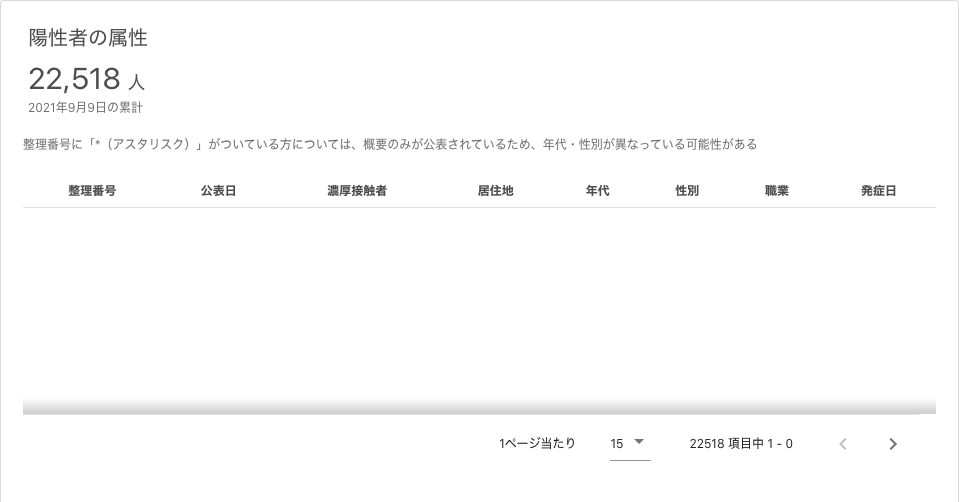 陽性者の属性
22,518 人
2021年9月9日の累計
整理番号に「*（アスタリスク）」がついている方については、概要のみが公表されているため、年代・性別が異なっている可能性がある
整理番号 公表日 濃厚接触者 居住地 年代 性別 職業 発症日
1ページ当たり 15 22518 項目中 1 - 0